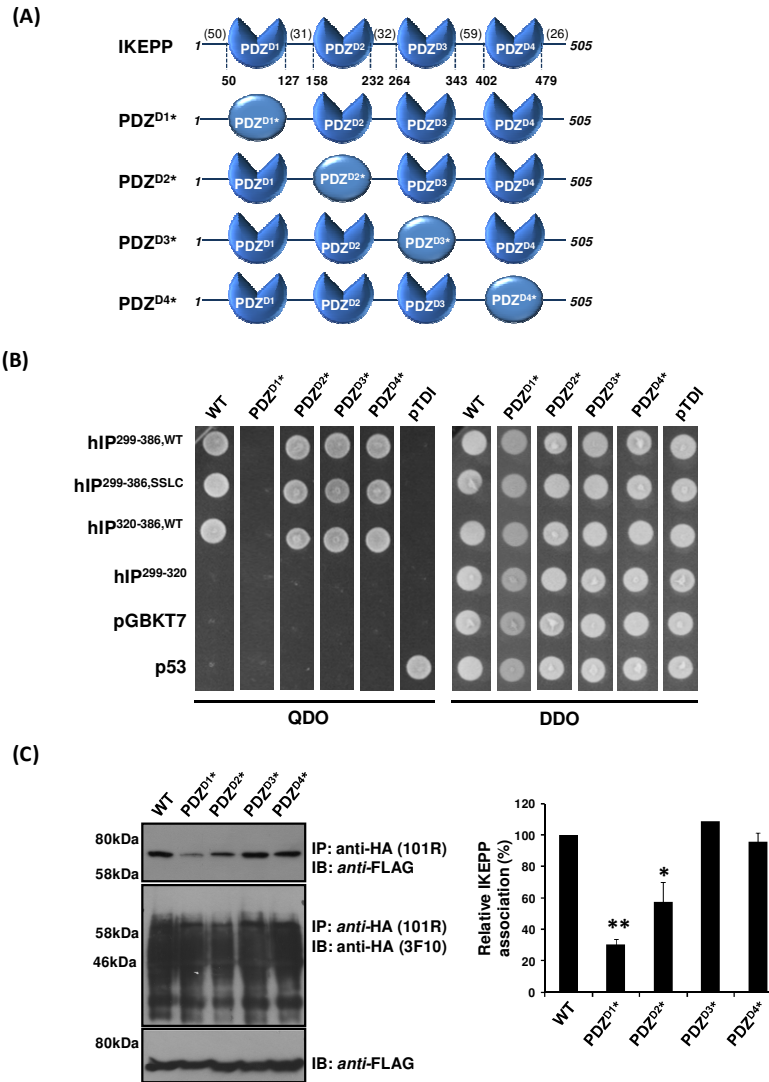 (A)
(50) (31) (32) (59) (26)
IKEPP 1 PDZD1 PDZD2 PDZD3 PDZD4 505
50 127 158 232 264 343 402 479
PDZD1* 1 PDZD1* PDZD2 PDZD3 PDZD4 505
PDZD2* 1 PDZD1 PDZD2* PDZD3 PDZD4 505
PDZD3* 1 PDZD1 PDZD2 PDZD3* PDZD4 505
PDZD4* 1 PDZD1 PDZD2 PDZD3 PDZD4* 505
(B)
WT PDZD1* PDZD2* PDZD3* PDZD4* pTDI WT PDZD1* PDZD2* PDZD3* PDZD4* pTDI
hIP299-386,WT
hIP299-386,SSLC
hIP320-386,WT
hIP299-320
pGBKT7
p53
QDO DDO
(C)
WT PDZD1* PDZD2* PDZD3* PDZD4*
80kDa
58kDa
IP: anti-HA (101R)
IB: anti-FLAG
58kDa
46kDa
IP: anti-HA (101R)
IB: anti-HA (3F10)
80kDa
IB: anti-FLAG
Relative IKEPP
association (%)
120
100
80
60
40
20
0
**
*
WT PDZD1* PDZD2* PDZD3* PDZD4*